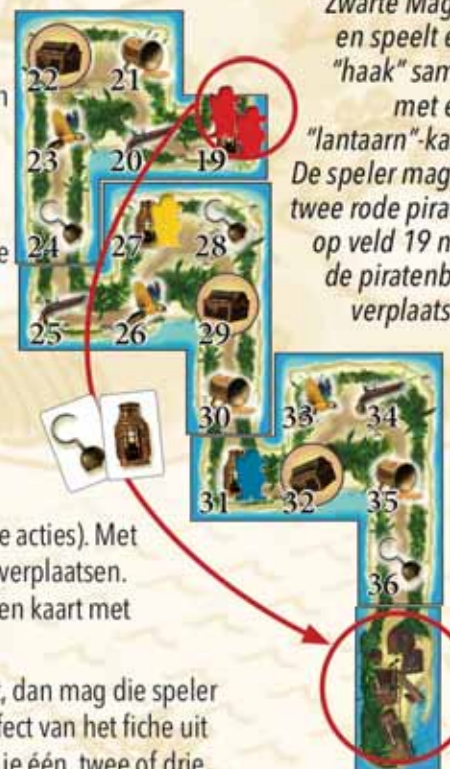 Zwarte Mag
en speelt e
"haak" sam
met e
"lantaarn"-ka
De speler mag
twee rode pira
op veld 19 n
de piratenb
verplaats
n
e
22 21
23 20 19
24 27 28
25 26 29
30 33 34
31 32 35
36
e acties). Met
verplaatsen.
en kaart met
, dan mag die speler
fect van het fiche uit
je één, twee of drie